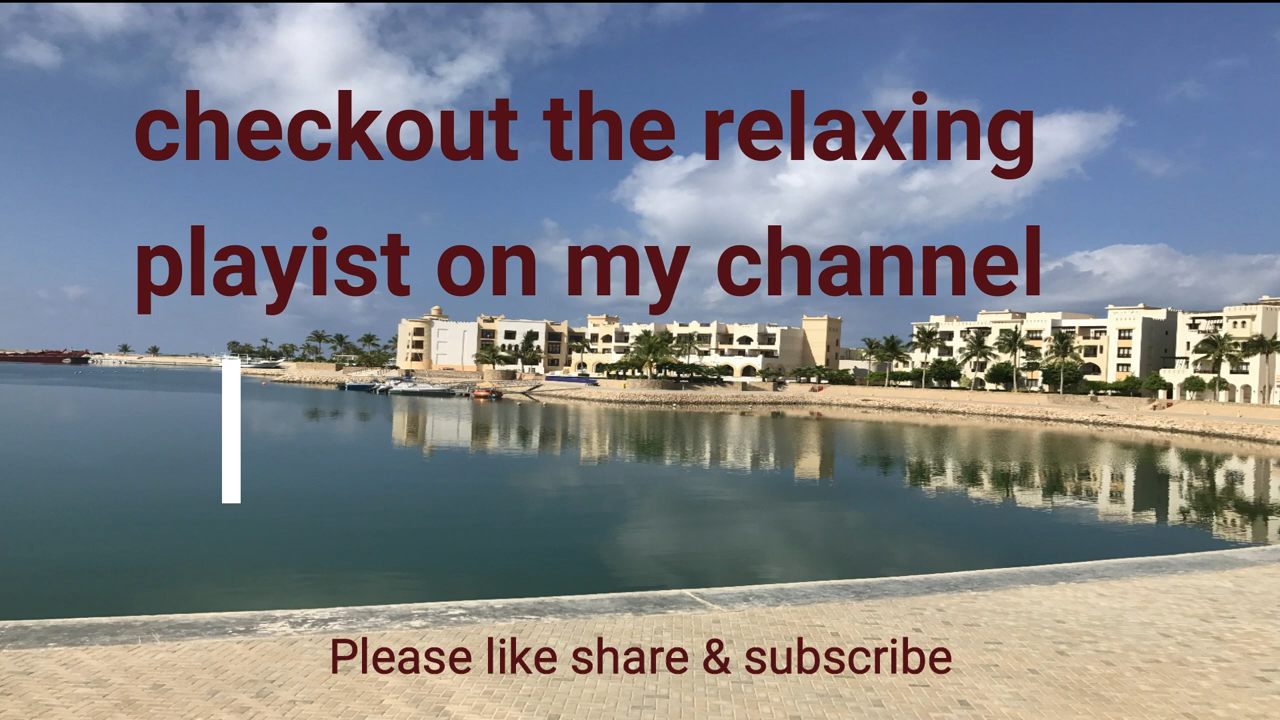 checkout the relaxing
playist on my channel
Please like share & subscribe